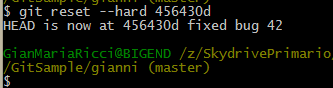 $ git reset --hard 456430d
HEAD is now at 456430d fixed bug 42

GianMariaRicci@BIGEND /z/SkydrivePrimario/
/GitSample/gianni (master)
$